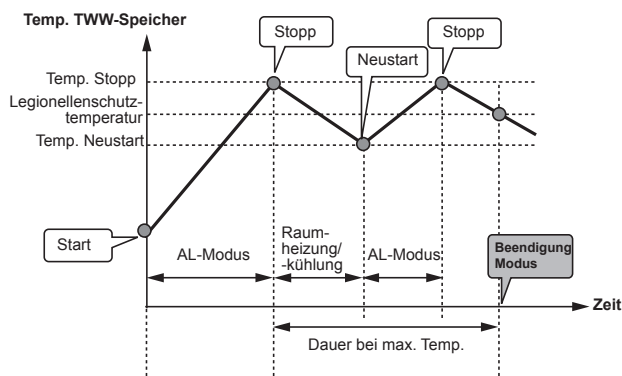 Temp. TWW-Speicher
Stopp
Stopp
Neustart
Temp. Stopp
Legionellenschutz-
temperatur
Temp. Neustart
Start
AL-Modus
Raum-
heizung/
-kühlung
AL-Modus
Beendigung
Modus
Zeit
Dauer bei max. Temp.